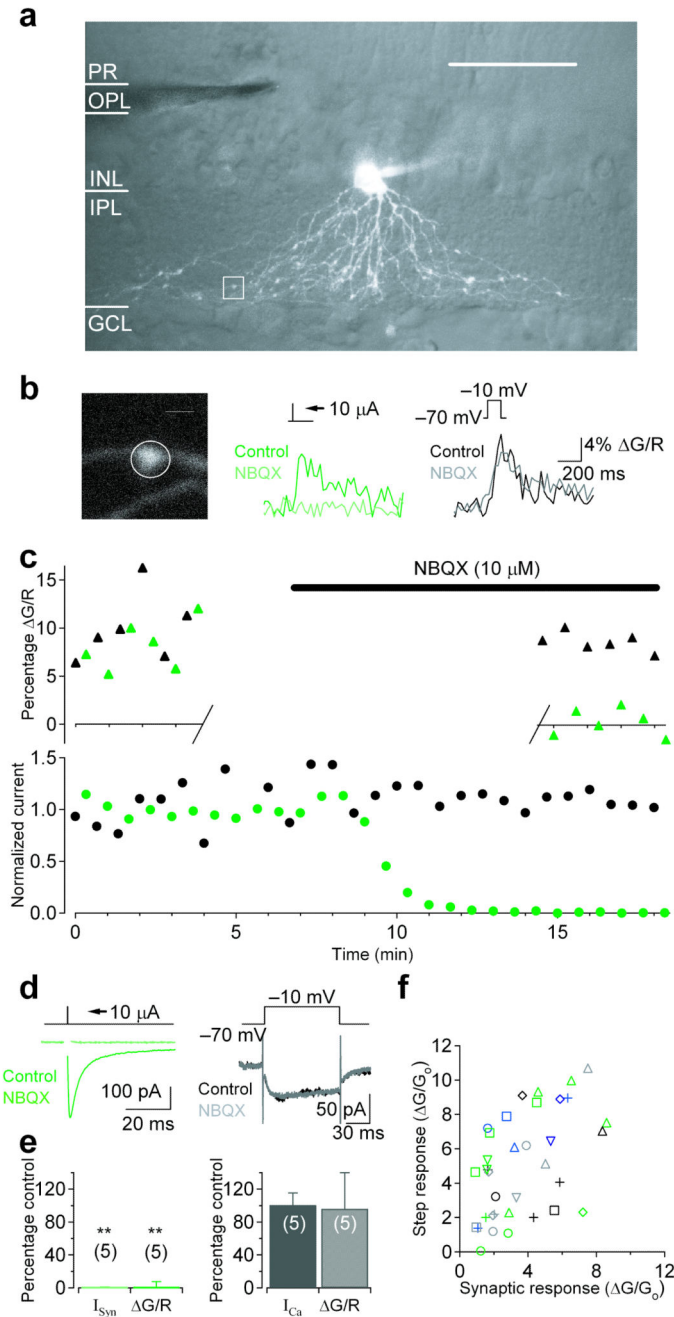 a
PR
OPL
INL
IPL
GCL
b
10 µA
Control
NBQX
–10 mV
–70 mV
Control
NBQX
4% ΔG/R
200 ms
c
NBQX (10 µM)
Percentage ΔG/R
15
10
5
0
Normalized current
1.5
1.0
0.5
0.0
0 5 10 15
Time (min)
d
10 µA
Control
NBQX
100 pA
20 ms
–10 mV
–70 mV
Control
NBQX
50 pA
30 ms
e
Percentage control
120
80
40
0
** **
(5) (5)
I_Syn ΔG/R
Percentage control
120
80
40
0
(5) (5)
I_Ca ΔG/R
f
Step response (ΔG/G₀)
12
10
8
6
4
2
0
0 4 8 12
Synaptic response (ΔG/G₀)